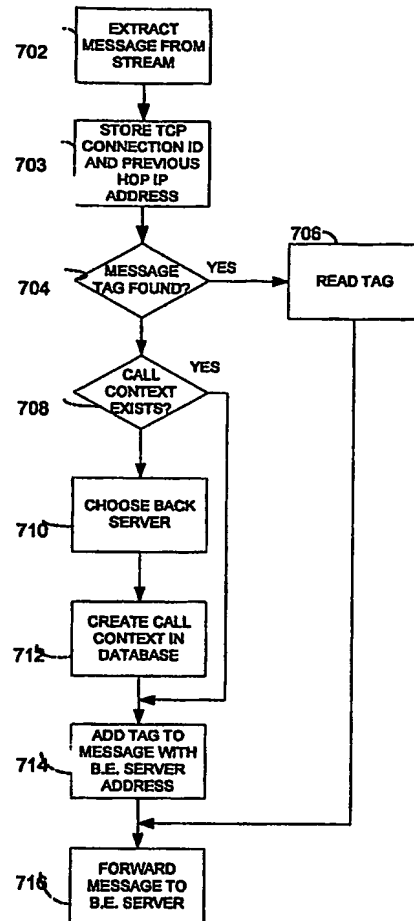 702
EXTRACT
MESSAGE FROM
STREAM
703
STORE TCP
CONNECTION ID
AND PREVIOUS
HOP IP
ADDRESS
704
MESSAGE
TAG FOUND?
YES
706
READ TAG
708
CALL
CONTEXT
EXISTS?
YES
710
CHOOSE BACK
SERVER
712
CREATE CALL
CONTEXT IN
DATABASE
714
ADD TAG TO
MESSAGE WITH
B.E. SERVER
ADDRESS
716
FORWARD
MESSAGE TO
B.E. SERVER